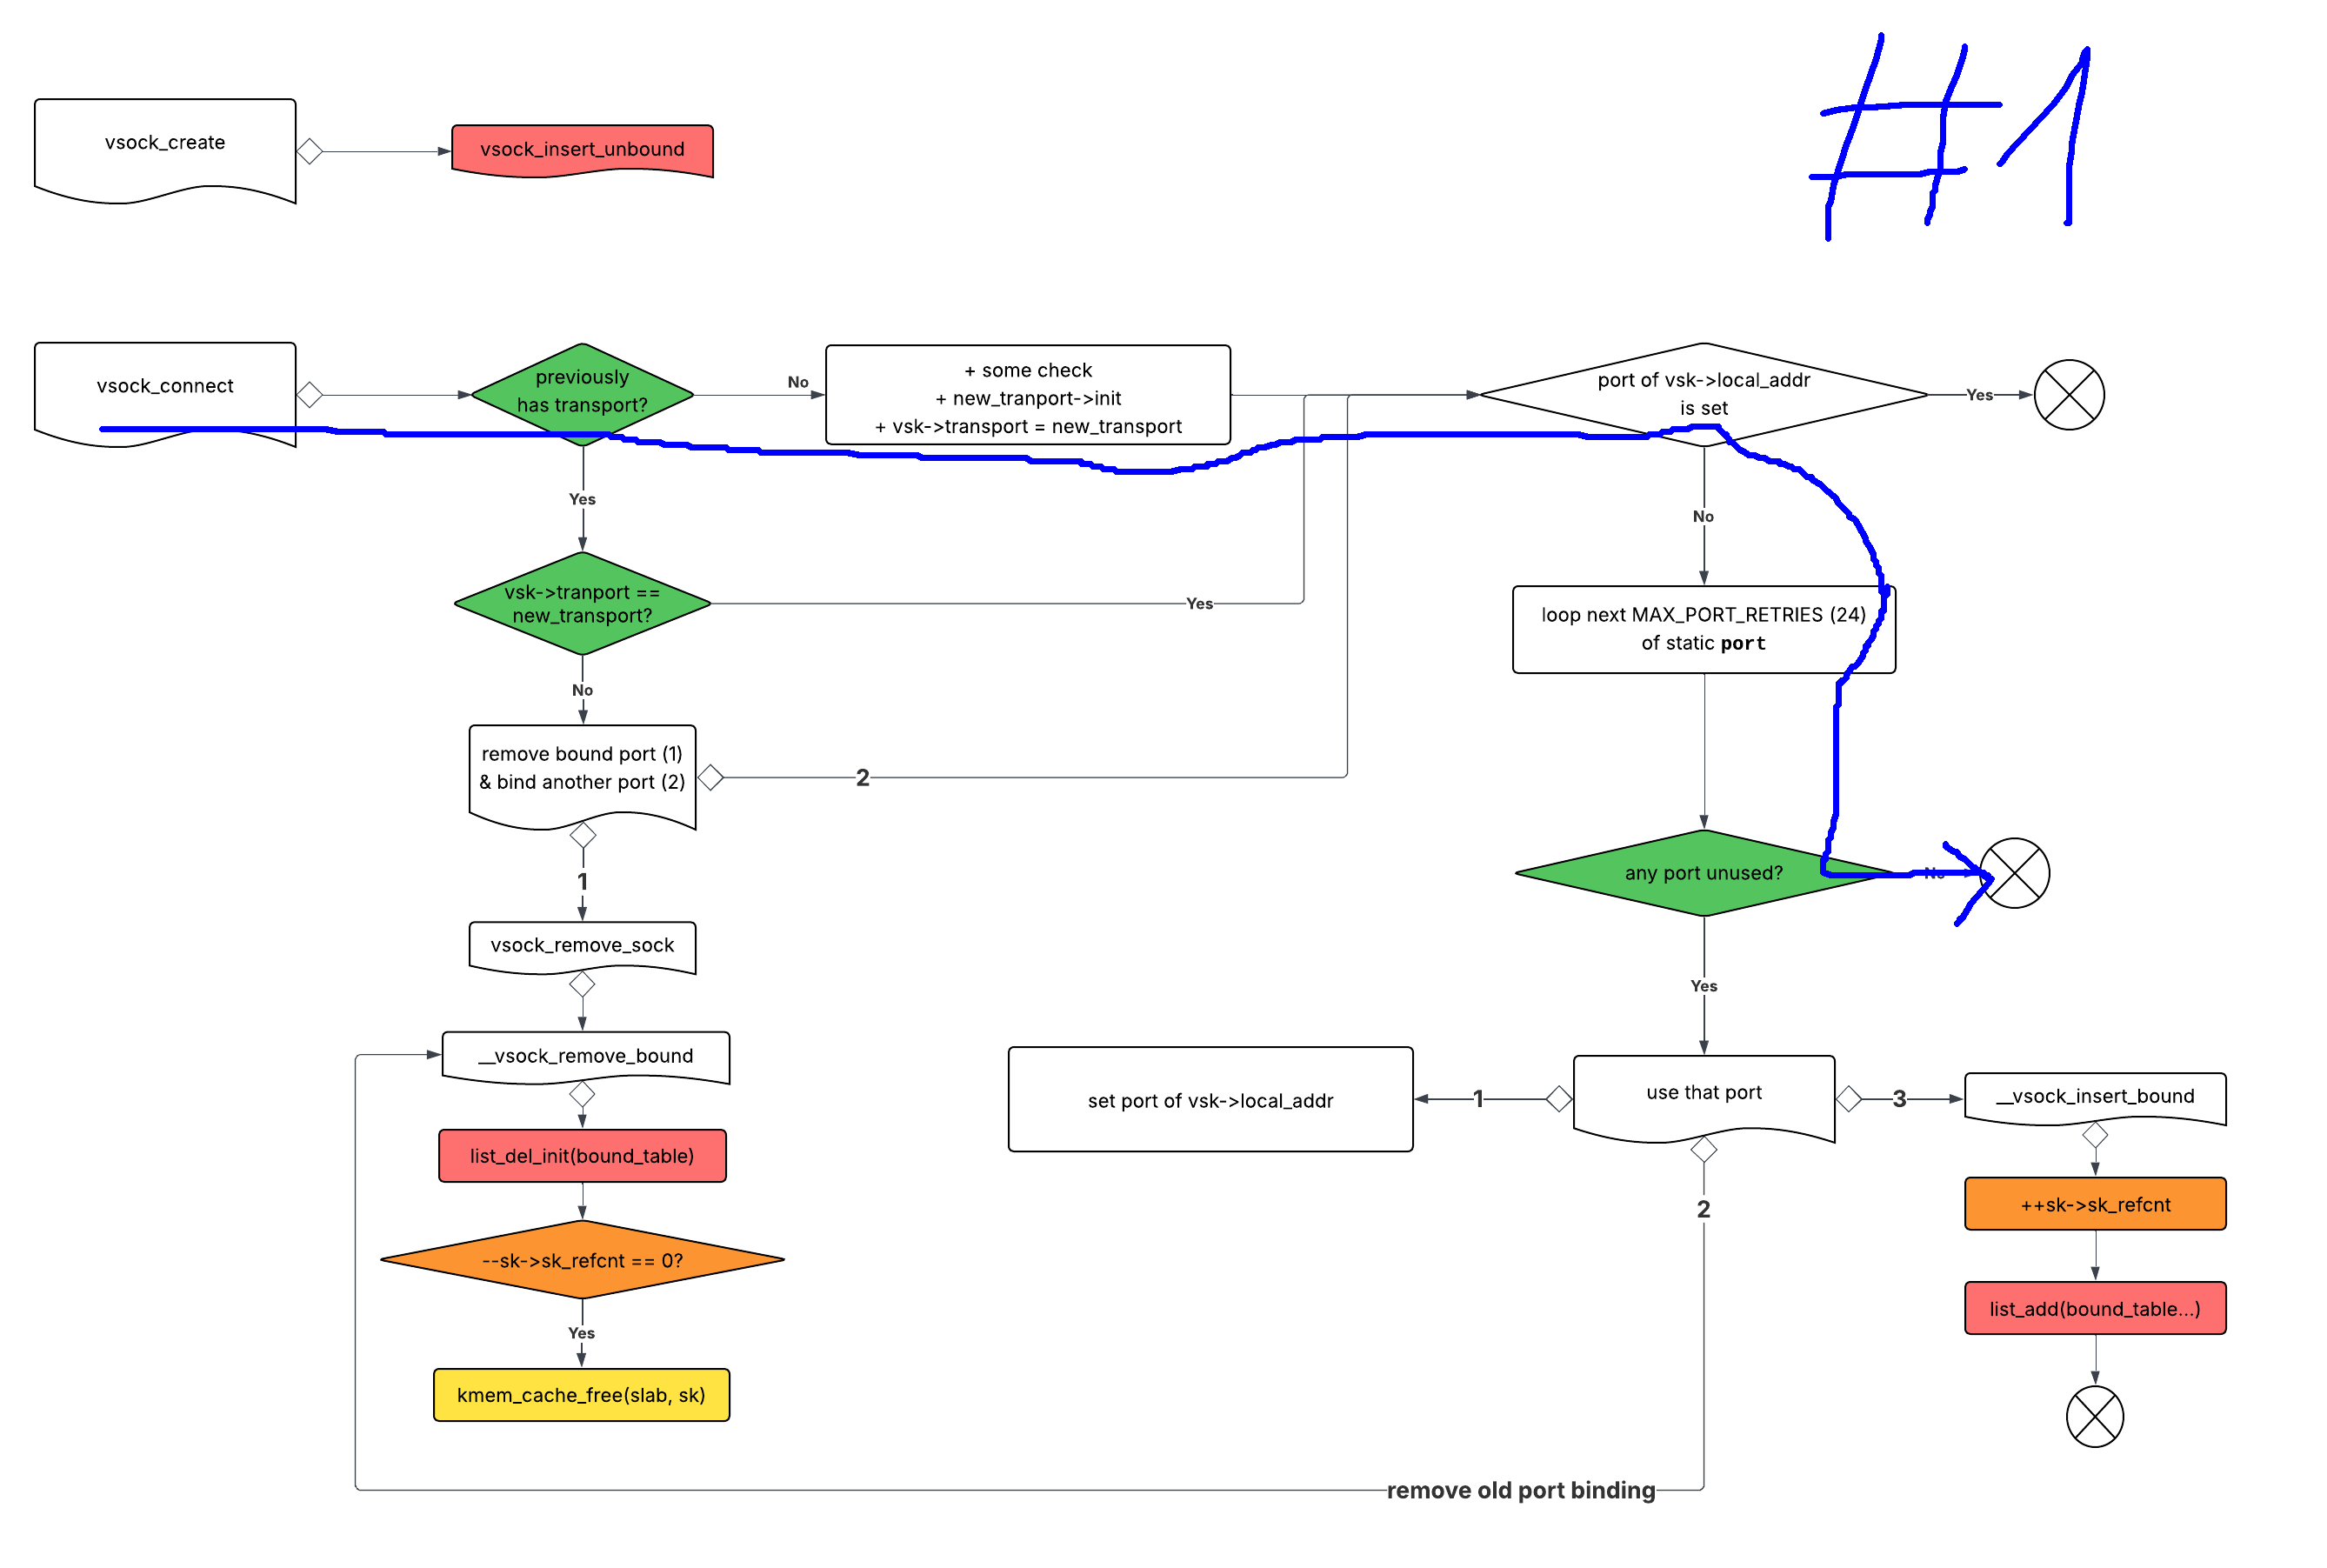 #1
vsock_create
vsock_insert_unbound
vsock_connect
previously
has transport?
No
+ some check
+ new_tranport->init
+ vsk->transport = new_transport
port of vsk->local_addr
is set
Yes
Yes
No
vsk->tranport ==
new_transport?
Yes
loop next MAX_PORT_RETRIES (24)
of static port
No
remove bound port (1)
& bind another port (2)
2
1
any port unused?
No
vsock_remove_sock
Yes
__vsock_remove_bound
set port of vsk->local_addr
1
use that port
3
__vsock_insert_bound
list_del_init(bound_table)
2
++sk->sk_refcnt
--sk->sk_refcnt == 0?
list_add(bound_table...)
Yes
kmem_cache_free(slab, sk)
remove old port binding